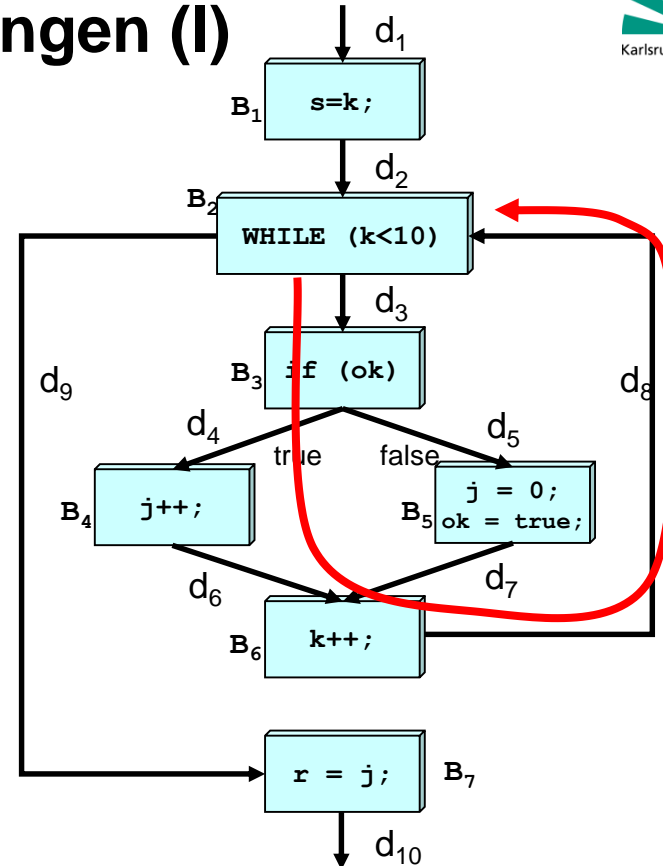 ngen (I)
Karlsru
d₁
B₁
s=k;
d₂
B₂
WHILE (k<10)
d₃
B₃
if (ok)
d₉
d₈
d₄
d₅
true
false
B₄
j++;
B₅
j = 0;
ok = true;
d₆
d₇
B₆
k++;
r = j;
B₇
d₁₀